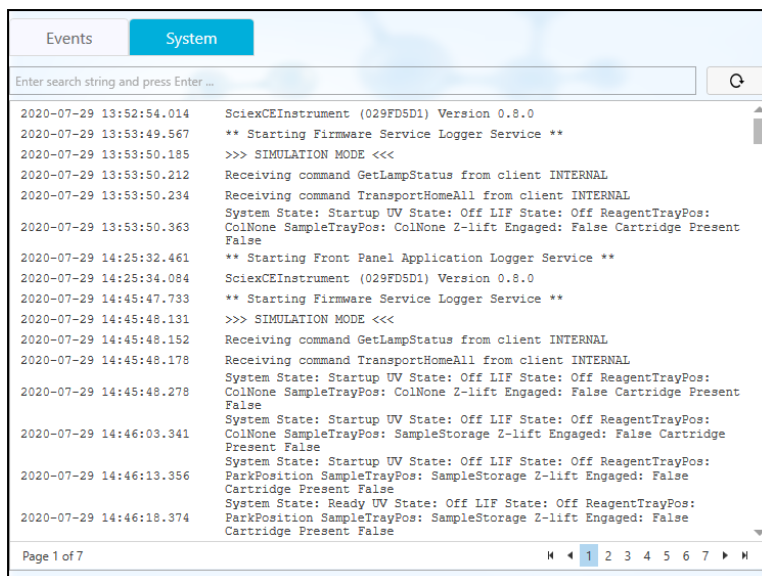 Events System
Enter search string and press Enter ...
2020-07-29 13:52:54.014 SciexCEInstrument (029FD5D1) Version 0.8.0
2020-07-29 13:53:49.567 ** Starting Firmware Service Logger Service **
2020-07-29 13:53:50.185 >>> SIMULATION MODE <<<
2020-07-29 13:53:50.212 Receiving command GetLampStatus from client INTERNAL
2020-07-29 13:53:50.234 Receiving command TransportHomeAll from client INTERNAL
System State: Startup UV State: Off LIF State: Off ReagentTrayPos:
2020-07-29 13:53:50.363 ColNone SampleTrayPos: ColNone Z-lift Engaged: False Cartridge Present
False
2020-07-29 14:25:32.461 ** Starting Front Panel Application Logger Service **
2020-07-29 14:25:34.084 SciexCEInstrument (029FD5D1) Version 0.8.0
2020-07-29 14:45:47.733 ** Starting Firmware Service Logger Service **
2020-07-29 14:45:48.131 >>> SIMULATION MODE <<<
2020-07-29 14:45:48.152 Receiving command GetLampStatus from client INTERNAL
2020-07-29 14:45:48.178 Receiving command TransportHomeAll from client INTERNAL
System State: Startup UV State: Off LIF State: Off ReagentTrayPos:
2020-07-29 14:45:48.278 ColNone SampleTrayPos: ColNone Z-lift Engaged: False Cartridge Present
False
System State: Startup UV State: Off LIF State: Off ReagentTrayPos:
2020-07-29 14:46:03.341 ColNone SampleTrayPos: SampleStorage Z-lift Engaged: False Cartridge
Present False
System State: Startup UV State: Off LIF State: Off ReagentTrayPos:
2020-07-29 14:46:13.356 ParkPosition SampleTrayPos: SampleStorage Z-lift Engaged: False
Cartridge Present False
System State: Ready UV State: Off LIF State: Off ReagentTrayPos:
2020-07-29 14:46:18.374 ParkPosition SampleTrayPos: SampleStorage Z-lift Engaged: False
Cartridge Present False
Page 1 of 7 1 2 3 4 5 6 7